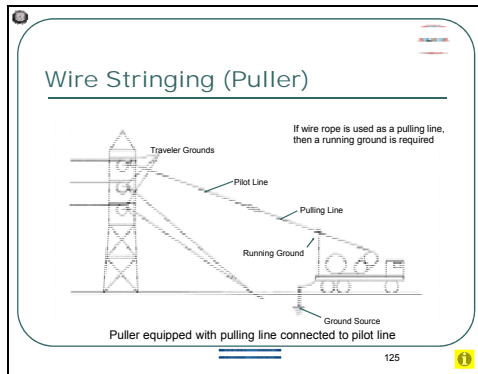 Wire Stringing (Puller)
If wire rope is used as a pulling line,
then a running ground is required
Traveler Grounds
Pilot Line
Pulling Line
Running Ground
Ground Source
Puller equipped with pulling line connected to pilot line
125